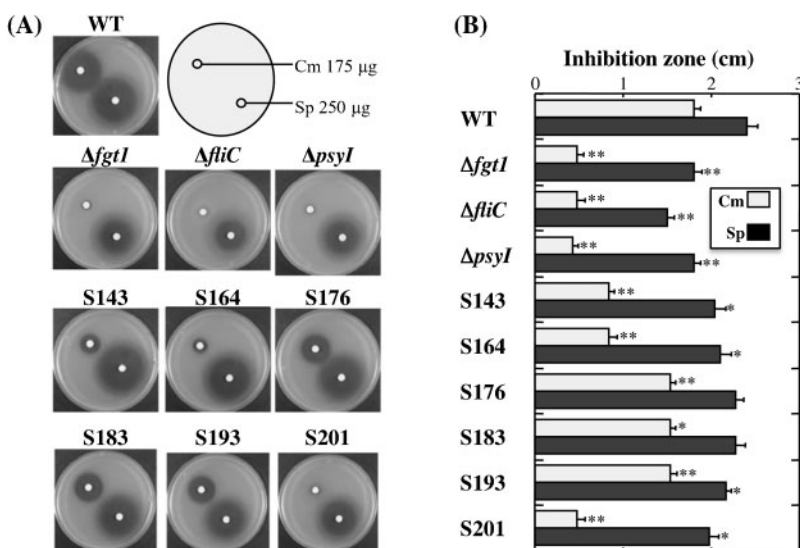 (A)
WT
Cm 175 µg
Sp 250 µg
Δfgt1 ΔfliC ΔpsyI
S143 S164 S176
S183 S193 S201
(B)
Inhibition zone (cm)
0 1 2 3
WT
Δfgt1 ** **
ΔfliC ** **
ΔpsyI ** **
S143 ** *
S164 ** *
S176 **
S183 *
S193 ** *
S201 ** *
Cm
Sp